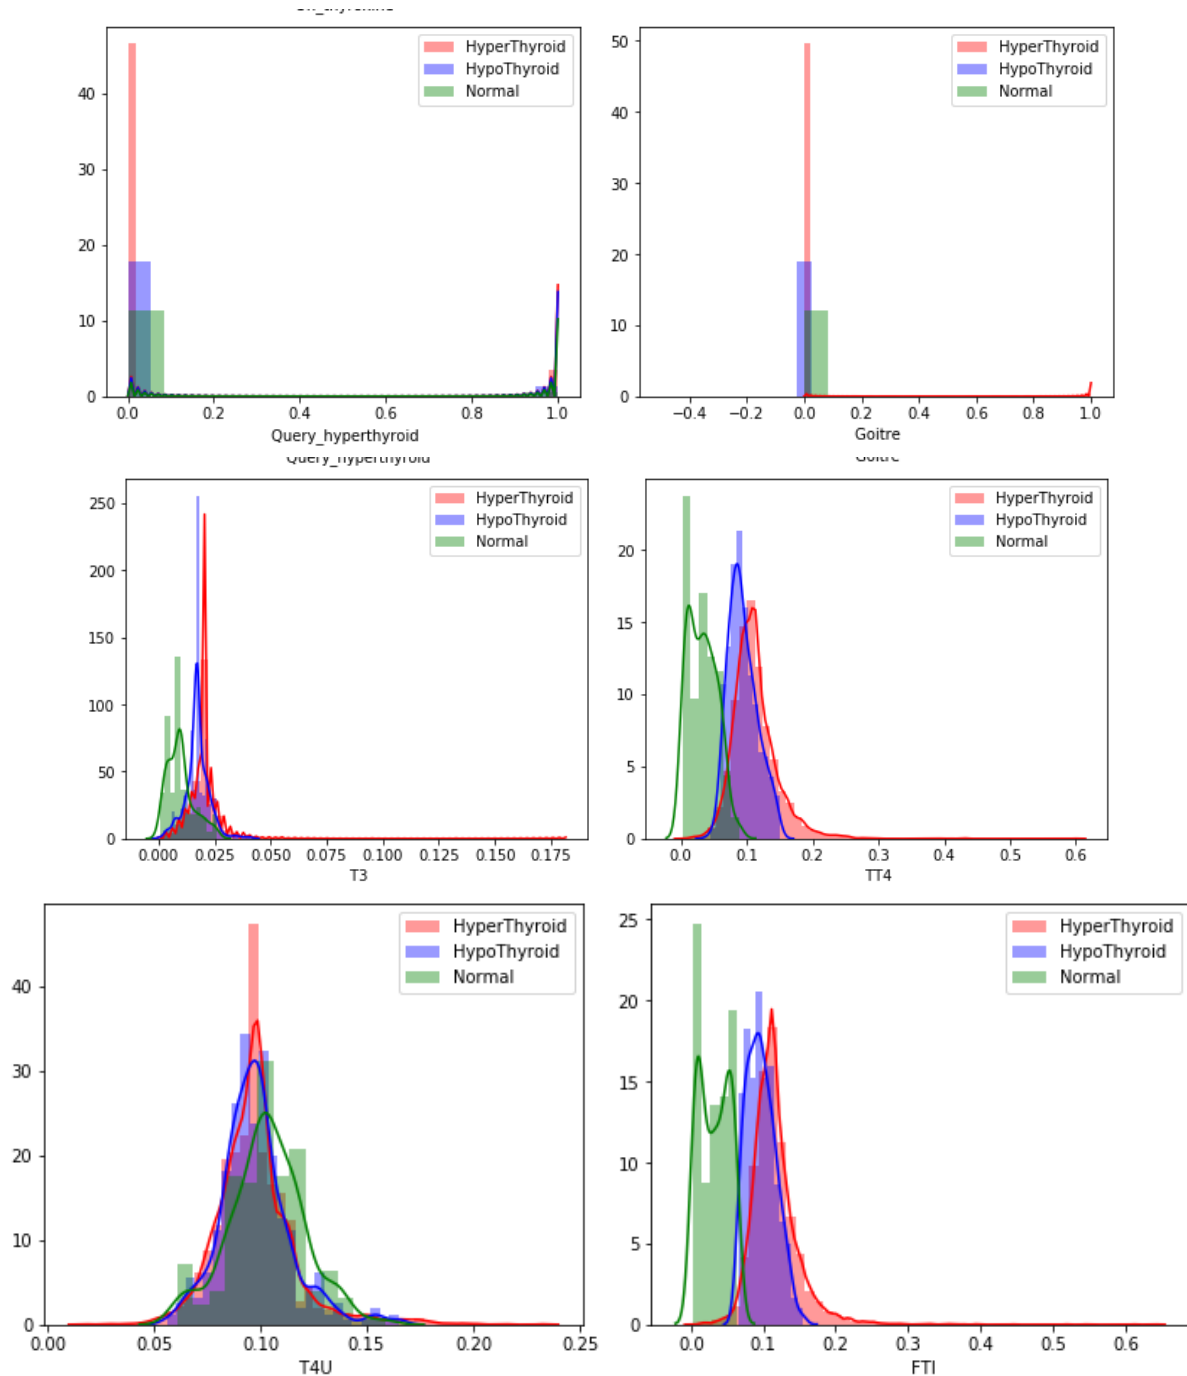 HyperThyroid
HypoThyroid
Normal
40
30
20
10
0
0.0 0.2 0.4 0.6 0.8 1.0
Query_hyperthyroid
HyperThyroid
HypoThyroid
Normal
50
40
30
20
10
0
−0.4 −0.2 0.0 0.2 0.4 0.6 0.8 1.0
Goitre
Query_hyperthyroid
Goitre
HyperThyroid
HypoThyroid
Normal
250
200
150
100
50
0
0.000 0.025 0.050 0.075 0.100 0.125 0.150 0.175
T3
HyperThyroid
HypoThyroid
Normal
20
15
10
5
0
0.0 0.1 0.2 0.3 0.4 0.5 0.6
TT4
HyperThyroid
HypoThyroid
Normal
40
30
20
10
0
0.00 0.05 0.10 0.15 0.20 0.25
T4U
HyperThyroid
HypoThyroid
Normal
25
20
15
10
5
0
0.0 0.1 0.2 0.3 0.4 0.5 0.6
FTI